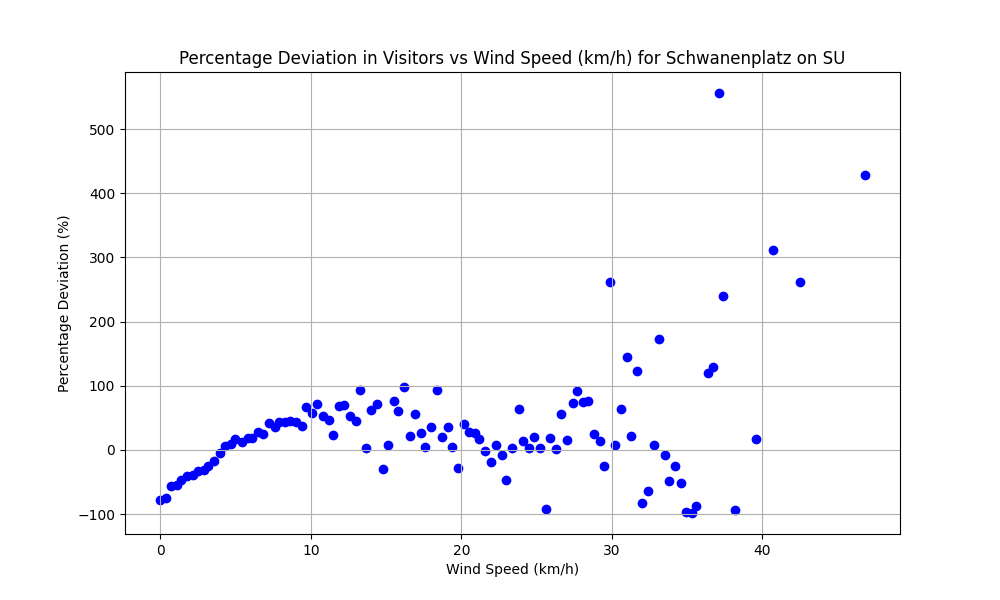 Percentage Deviation in Visitors vs Wind Speed (km/h) for Schwanenplatz on SU
500
400
300
200
100
0
−100
Percentage Deviation (%)
0 10 20 30 40
Wind Speed (km/h)